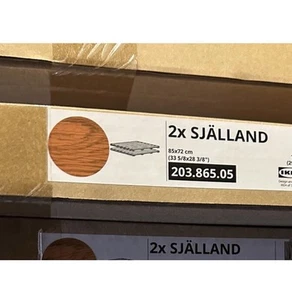 2x SJÄLLAND
85x72 cm
(33 5/8x28 3/8")
203.865.05
2x SJÄLLAND